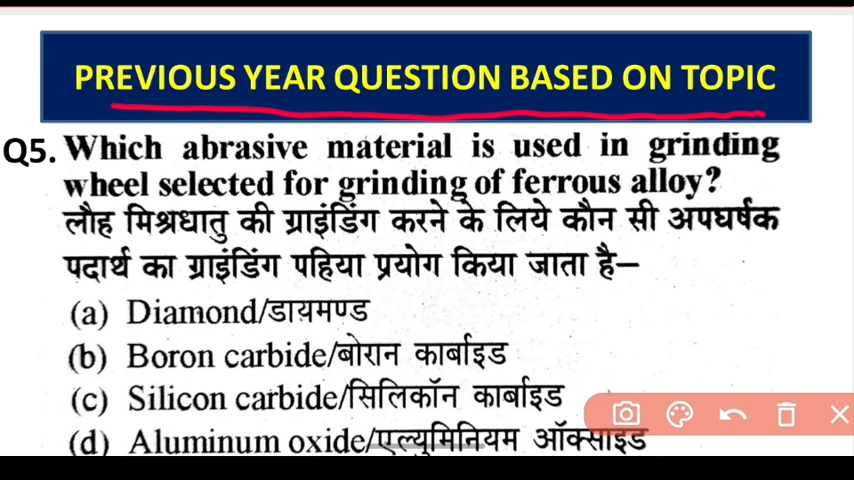 PREVIOUS YEAR QUESTION BASED ON TOPIC
Q5. Which abrasive material is used in grinding
wheel selected for grinding of ferrous alloy?
लौह मिश्रधातु की ग्राइंडिंग करने के लिये कौन सी अपघर्षक
पदार्थ का ग्राइंडिंग पहिया प्रयोग किया जाता है–
(a) Diamond/डायमण्ड
(b) Boron carbide/बोरान कार्बाइड
(c) Silicon carbide/सिलिकॉन कार्बाइड
(d) Aluminum oxide/एल्युमिनियम ऑक्साइड